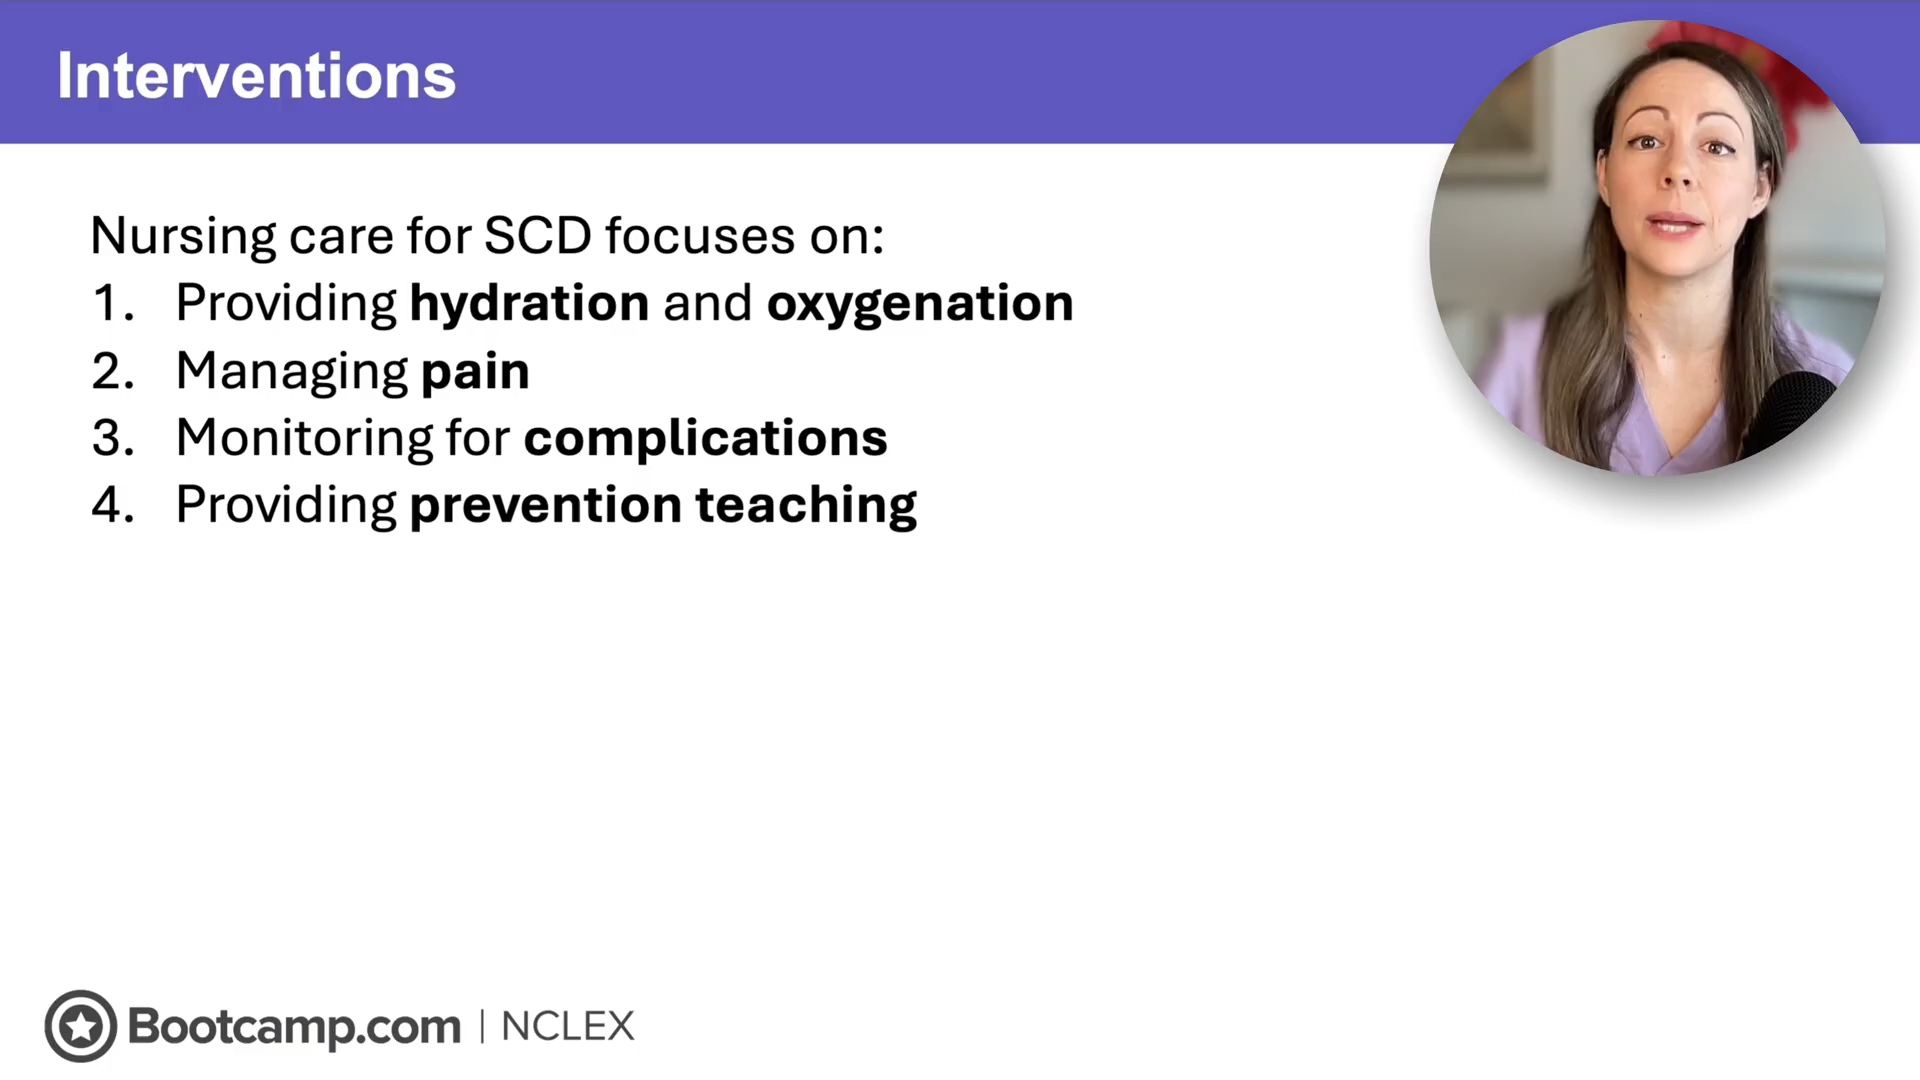 Interventions
Nursing care for SCD focuses on:
1. Providing hydration and oxygenation
2. Managing pain
3. Monitoring for complications
4. Providing prevention teaching
Bootcamp.com | NCLEX